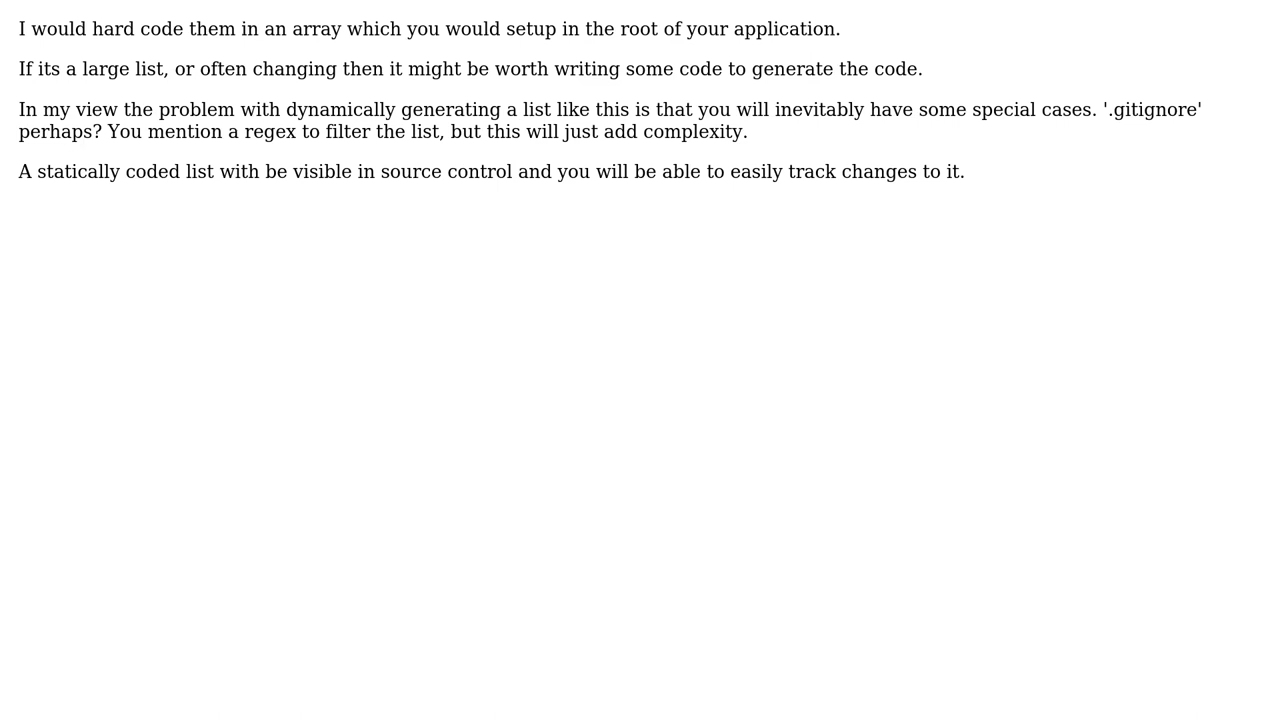 I would hard code them in an array which you would setup in the root of your application.
If its a large list, or often changing then it might be worth writing some code to generate the code.
In my view the problem with dynamically generating a list like this is that you will inevitably have some special cases. '.gitignore'
perhaps? You mention a regex to filter the list, but this will just add complexity.
A statically coded list with be visible in source control and you will be able to easily track changes to it.